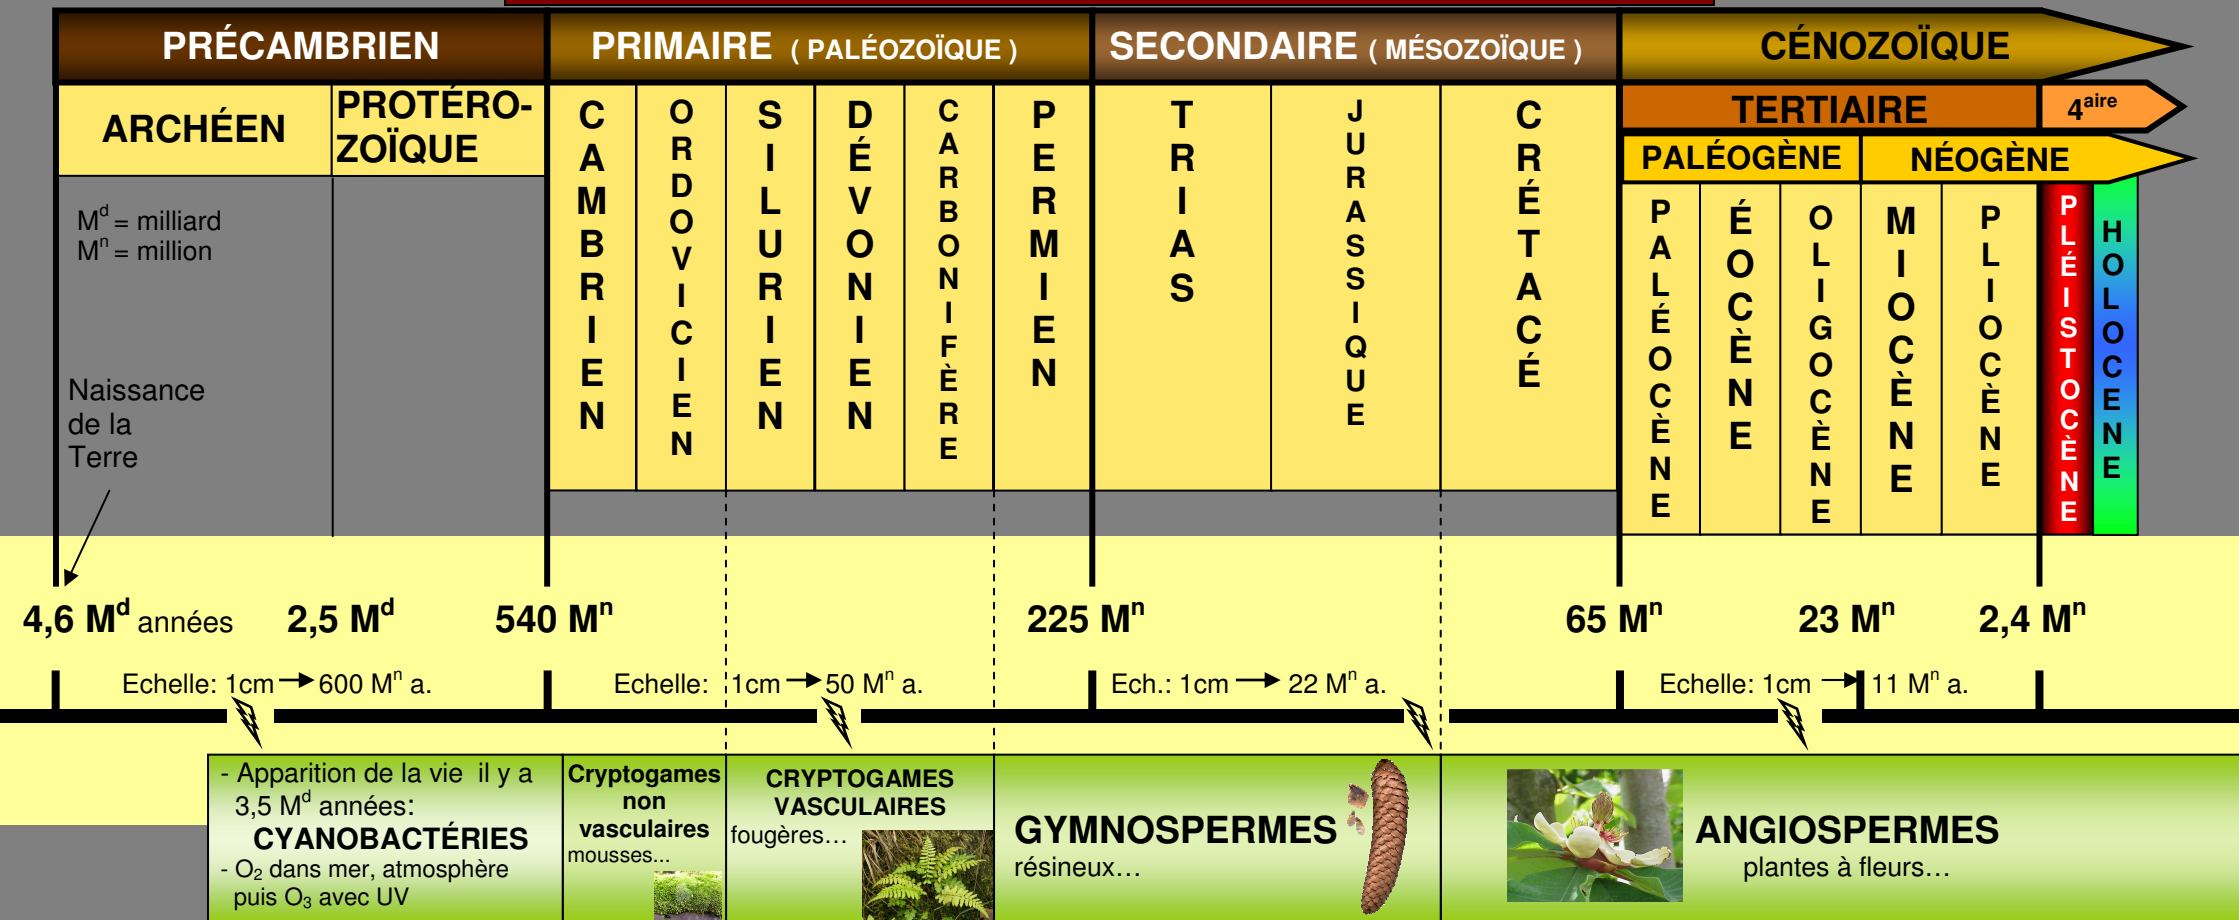 PRÉCAMBRIEN
PRIMAIRE ( PALÉOZOÏQUE )
SECONDAIRE ( MÉSOZOÏQUE )
CÉNOZOÏQUE
TERTIAIRE
4aire
ARCHÉEN
PROTÉRO-
ZOÏQUE
PALÉOGÈNE
NÉOGÈNE
CAMBRIEN
ORDOVICIEN
SILURIEN
DÉVONIEN
CARBONIFÈRE
PERMIEN
TRIAS
JURASSIQUE
CRÉTACÉ
PALÉOCÈNE
ÉOCÈNE
OLIGOCÈNE
MIOCÈNE
PLIOCÈNE
PLÉISTOCÈNE
HOLOCENE
Md = milliard
Mn = million
Naissance
de la
Terre
4,6 Md années
2,5 Md
540 Mn
225 Mn
65 Mn
23 Mn
2,4 Mn
Echelle: 1cm → 600 Mn a.
Echelle: 1cm → 50 Mn a.
Ech.: 1cm → 22 Mn a.
Echelle: 1cm → 11 Mn a.
- Apparition de la vie il y a
3,5 Md années:
CYANOBACTÉRIES
- O2 dans mer, atmosphère
puis O3 avec UV
Cryptogames
non
vasculaires
mousses...
CRYPTOGAMES
VASCULAIRES
fougères…
GYMNOSPERMES
résineux…
ANGIOSPERMES
plantes à fleurs…